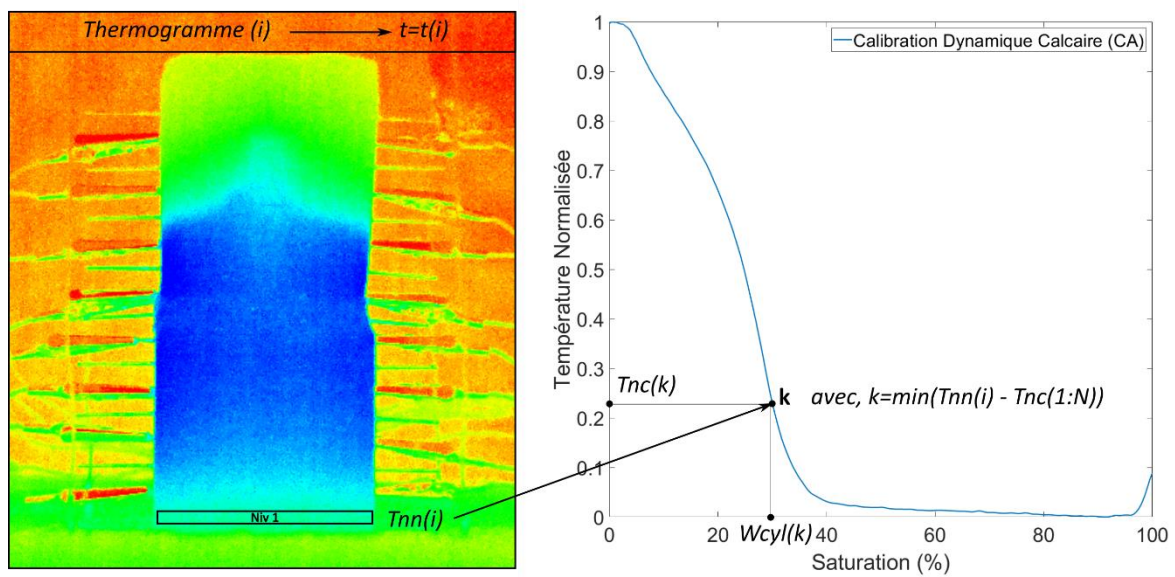 Thermogramme (i) t=t(i)
Niv 1
Tnn(i)
Calibration Dynamique Calcaire (CA)
Température Normalisée
1
0.9
0.8
0.7
0.6
0.5
0.4
0.3
0.2
0.1
0
Tnc(k)
k avec, k=min(Tnn(i) - Tnc(1:N))
0 20 40 60 80 100
Wcyl(k)
Saturation (%)